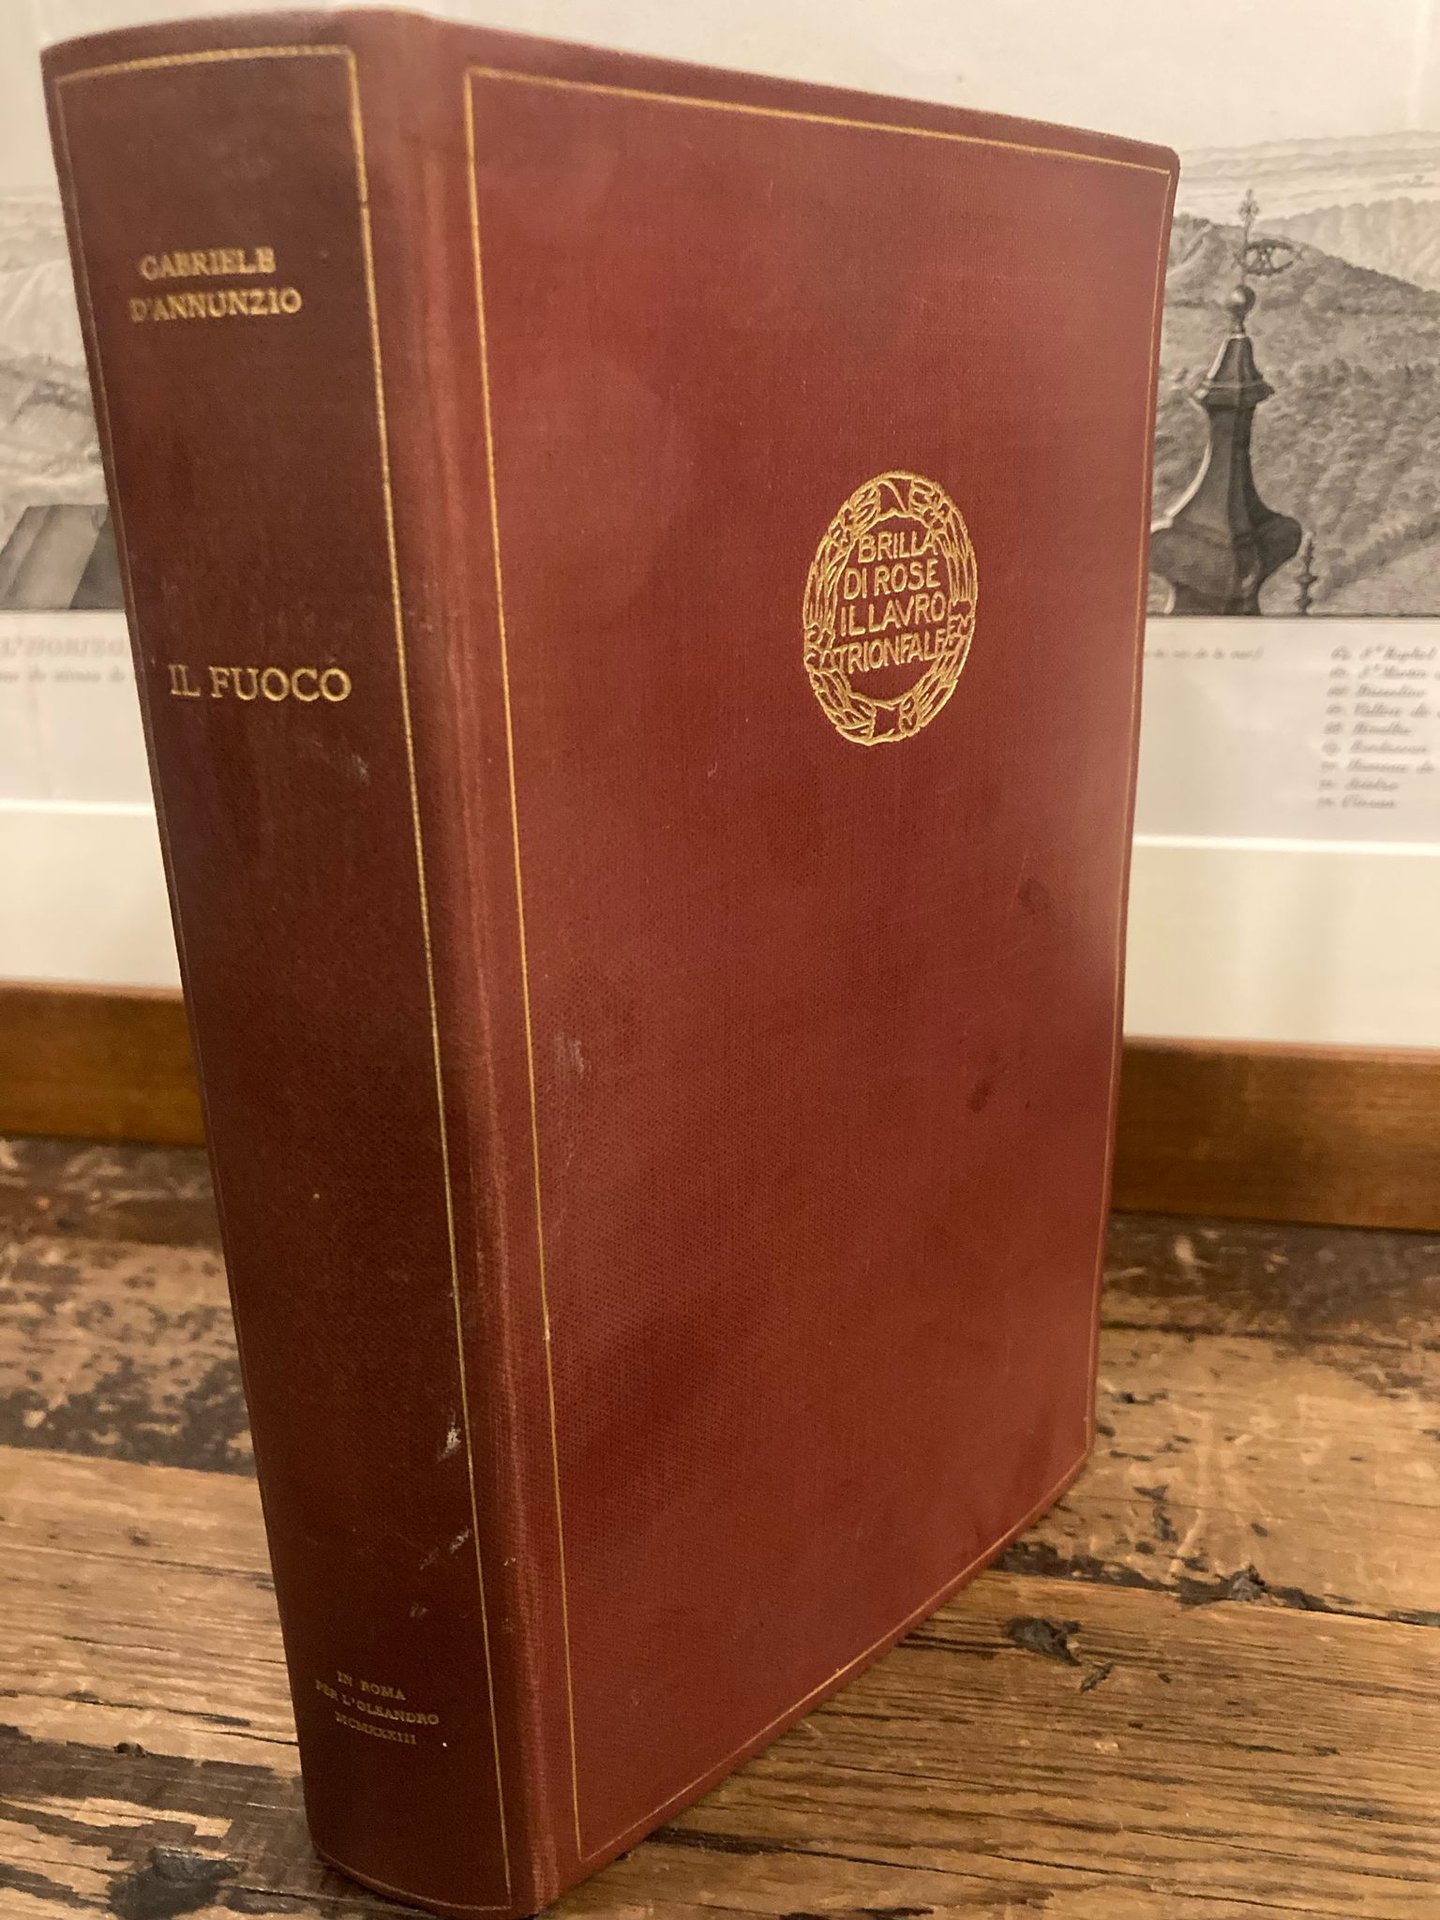 GABRIELE
D'ANNUNZIO
IL FUOCO
IN ROMA
PER L'OLEANDRO
MCMXXXIII
BRILLA
DI ROSE
IL LAVRO
TRIONFALE